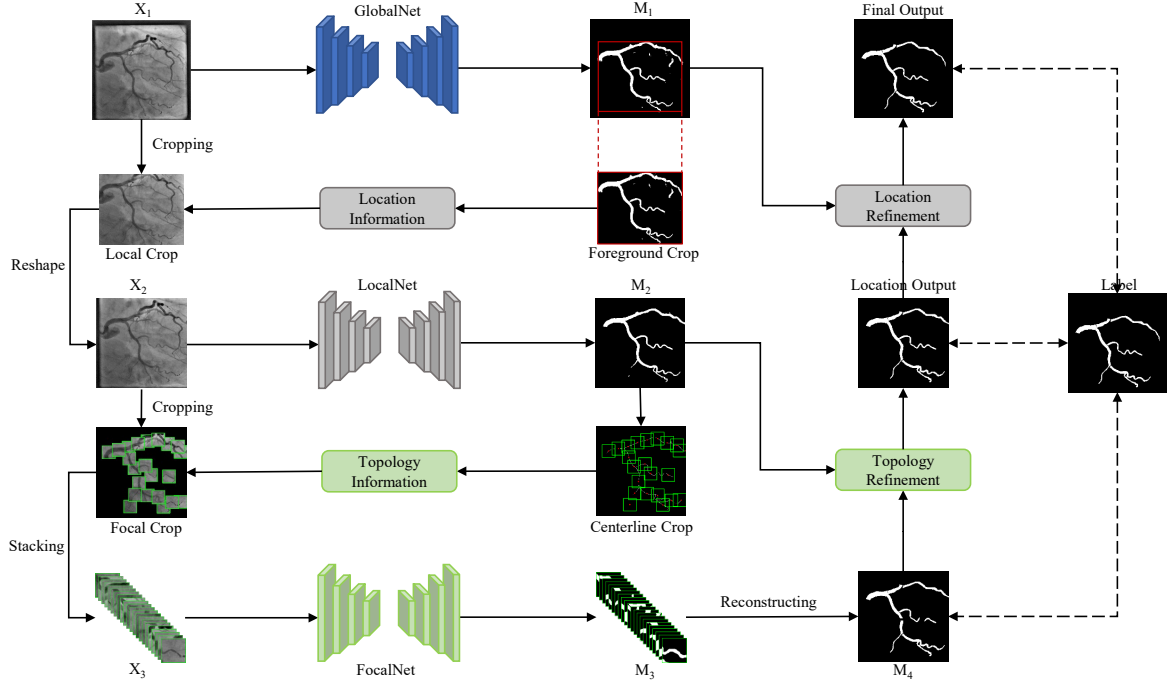 X1
GlobalNet
M1
Final Output
Cropping
Location
Information
Location
Refinement
Local Crop
Foreground Crop
Reshape
X2
LocalNet
M2
Location Output
Label
Cropping
Topology
Information
Topology
Refinement
Focal Crop
Centerline Crop
Stacking
Reconstructing
X3
FocalNet
M3
M4